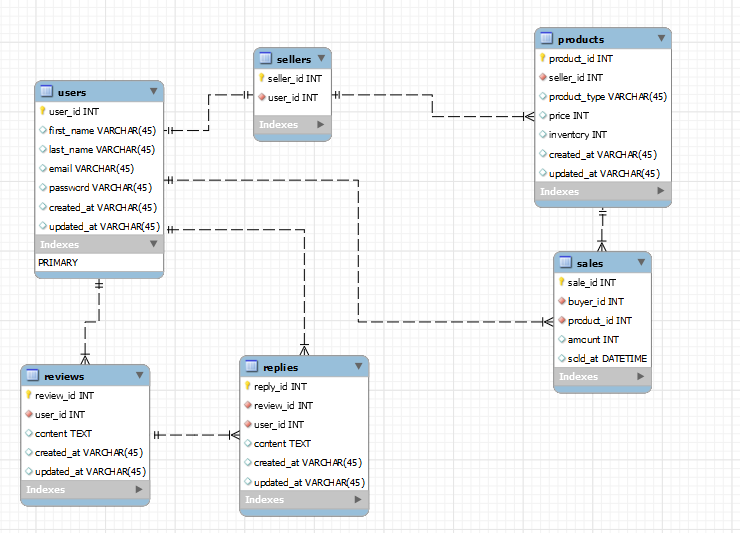 users
user_id INT
first_name VARCHAR(45)
last_name VARCHAR(45)
email VARCHAR(45)
password VARCHAR(45)
created_at VARCHAR(45)
updated_at VARCHAR(45)
Indexes
PRIMARY
sellers
seller_id INT
user_id INT
Indexes
products
product_id INT
seller_id INT
product_type VARCHAR(45)
price INT
inventory INT
created_at VARCHAR(45)
updated_at VARCHAR(45)
Indexes
sales
sale_id INT
buyer_id INT
product_id INT
amount INT
sold_at DATETIME
Indexes
reviews
review_id INT
user_id INT
content TEXT
created_at VARCHAR(45)
updated_at VARCHAR(45)
Indexes
replies
reply_id INT
review_id INT
user_id INT
content TEXT
created_at VARCHAR(45)
updated_at VARCHAR(45)
Indexes